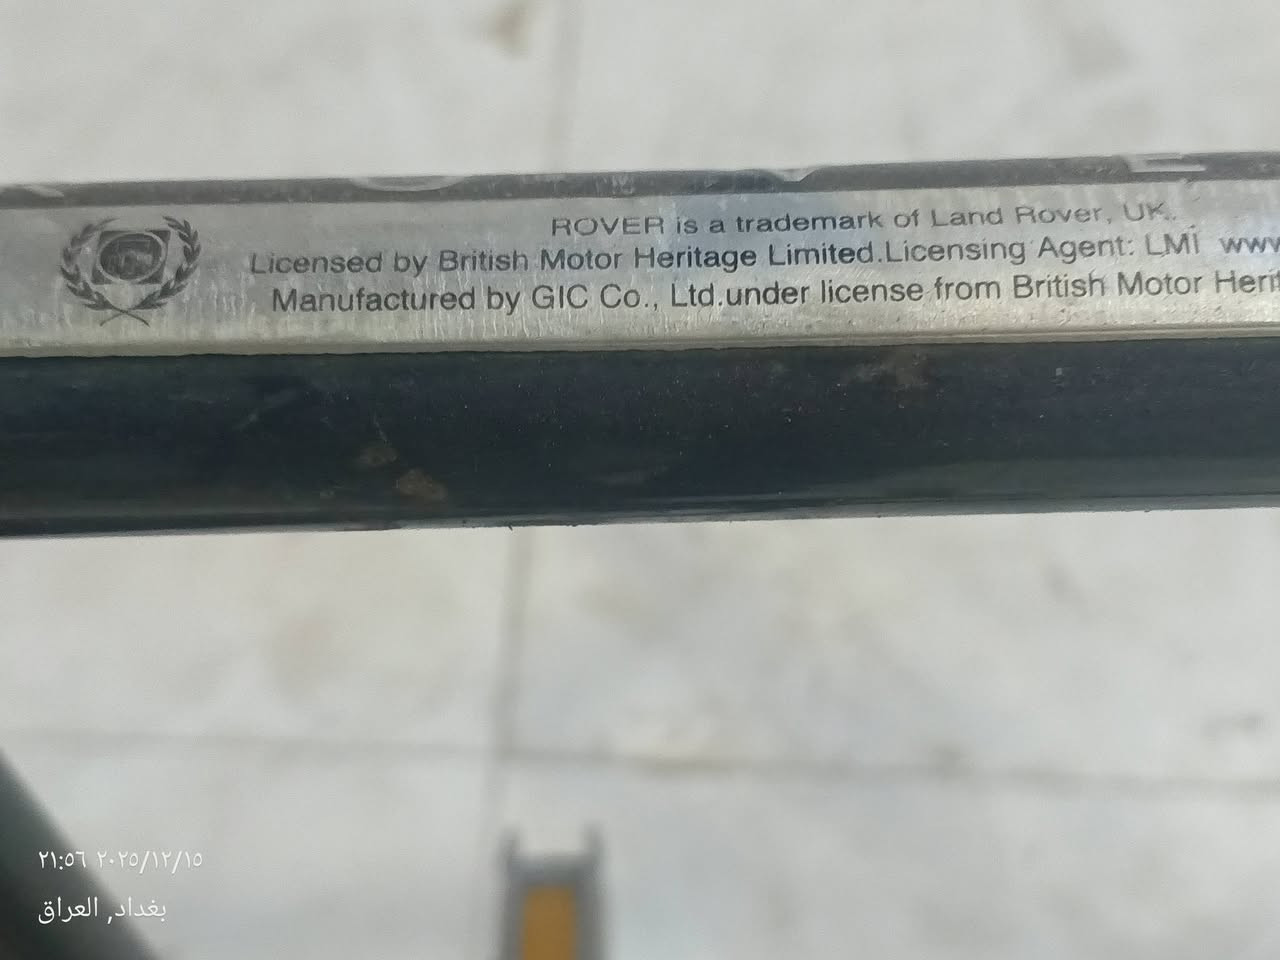 ROVER is a trademark of Land Rover, UK.
Licensed by British Motor Heritage Limited.Licensing Agent: LMI www
Manufactured by GIC Co., Ltd.under license from British Motor Herit
٢٠٢٥/١٢/١٥ ٢١:٥٦
بغداد, العراق